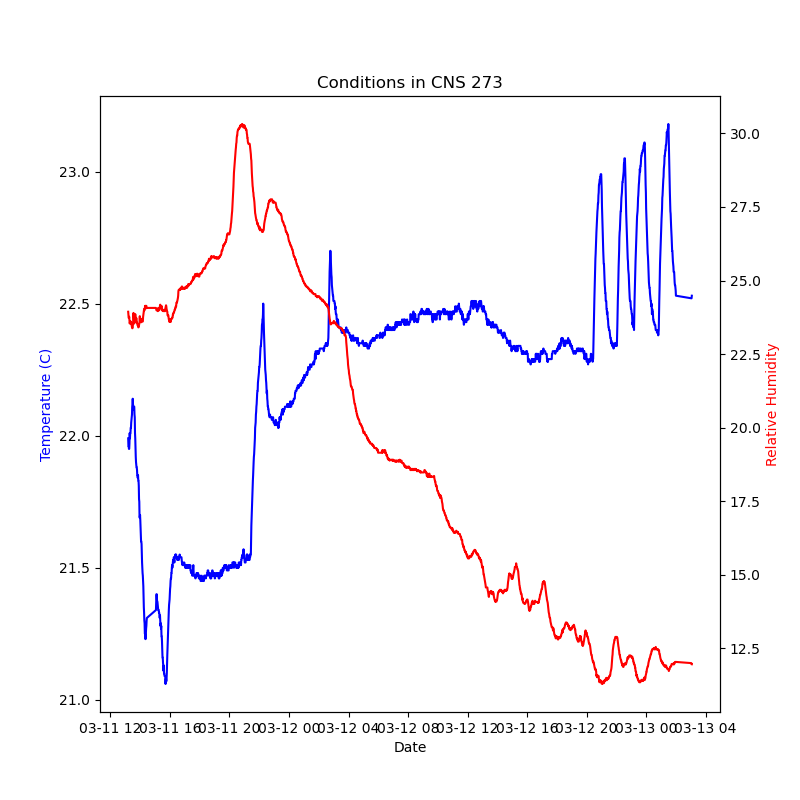 Conditions in CNS 273
23.0
22.5
22.0
21.5
21.0
Temperature (C)
30.0
27.5
25.0
22.5
20.0
17.5
15.0
12.5
Relative Humidity
03-11 12 03-11 16 03-11 20 03-12 00 03-12 04 03-12 08 03-12 12 03-12 16 03-12 20 03-13 00 03-13 04
Date